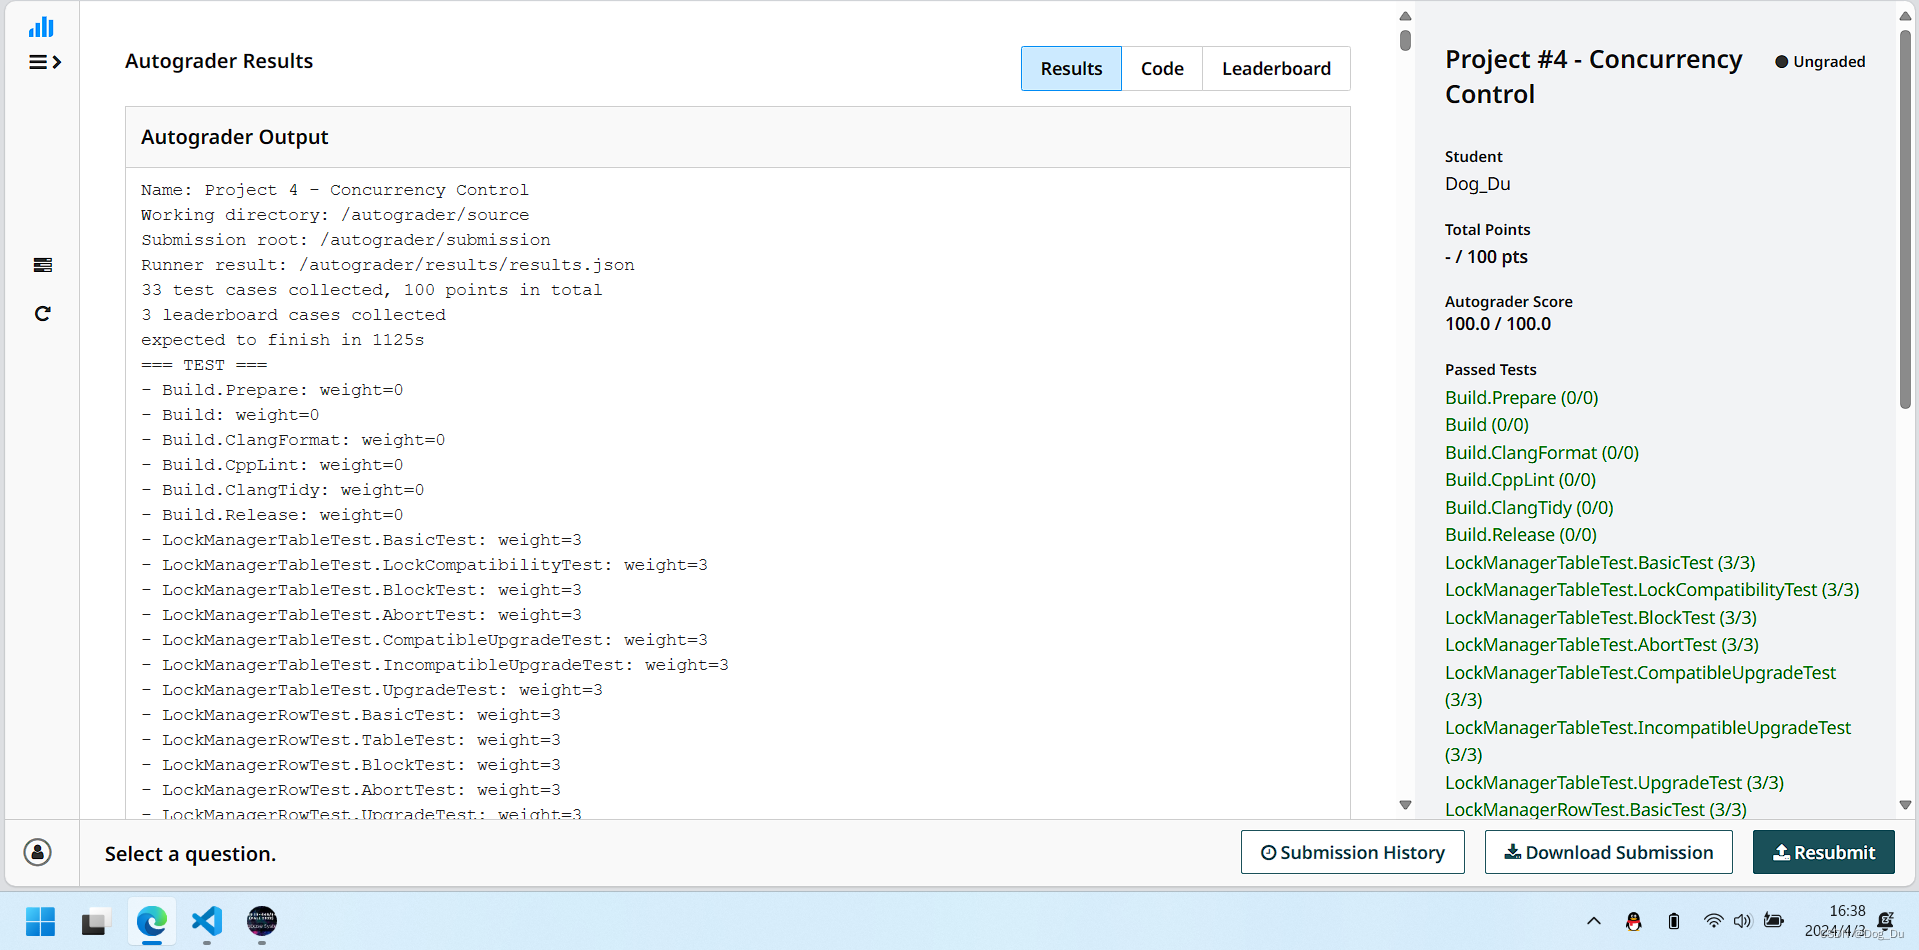 Autograder Results
Results
Code
Leaderboard
Autograder Output
Name: Project 4 - Concurrency Control
Working directory: /autograder/source
Submission root: /autograder/submission
Runner result: /autograder/results/results.json
33 test cases collected, 100 points in total
3 leaderboard cases collected
expected to finish in 1125s
=== TEST ===
- Build.Prepare: weight=0
- Build: weight=0
- Build.ClangFormat: weight=0
- Build.CppLint: weight=0
- Build.ClangTidy: weight=0
- Build.Release: weight=0
- LockManagerTableTest.BasicTest: weight=3
- LockManagerTableTest.LockCompatibilityTest: weight=3
- LockManagerTableTest.BlockTest: weight=3
- LockManagerTableTest.AbortTest: weight=3
- LockManagerTableTest.CompatibleUpgradeTest: weight=3
- LockManagerTableTest.IncompatibleUpgradeTest: weight=3
- LockManagerTableTest.UpgradeTest: weight=3
- LockManagerRowTest.BasicTest: weight=3
- LockManagerRowTest.TableTest: weight=3
- LockManagerRowTest.BlockTest: weight=3
- LockManagerRowTest.AbortTest: weight=3
- LockManagerRowTest.UpgradeTest: weight=3
Project #4 - Concurrency
Control
Ungraded
Student
Dog_Du
Total Points
- / 100 pts
Autograder Score
100.0 / 100.0
Passed Tests
Build.Prepare (0/0)
Build (0/0)
Build.ClangFormat (0/0)
Build.CppLint (0/0)
Build.ClangTidy (0/0)
Build.Release (0/0)
LockManagerTableTest.BasicTest (3/3)
LockManagerTableTest.LockCompatibilityTest (3/3)
LockManagerTableTest.BlockTest (3/3)
LockManagerTableTest.AbortTest (3/3)
LockManagerTableTest.CompatibleUpgradeTest
(3/3)
LockManagerTableTest.IncompatibleUpgradeTest
(3/3)
LockManagerTableTest.UpgradeTest (3/3)
LockManagerRowTest.BasicTest (3/3)
Select a question.
Submission History
Download Submission
Resubmit
16:38
2024/4/3
CSDN @Dog_Du